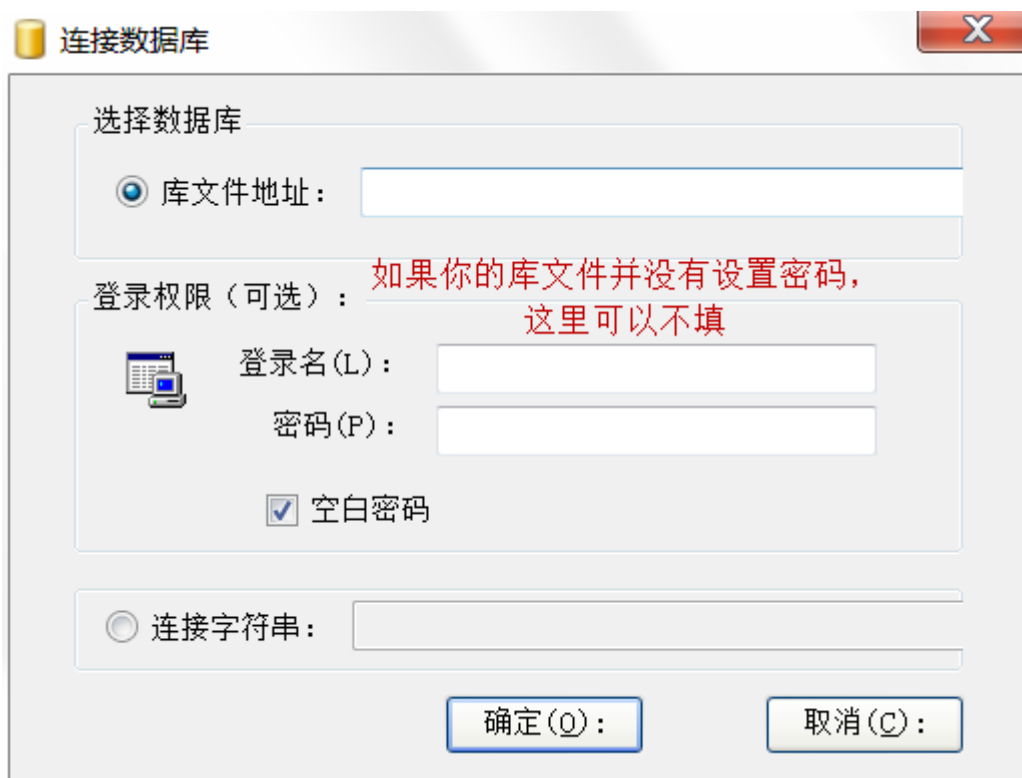 连接数据库
选择数据库
库文件地址：
如果你的库文件并没有设置密码，
这里可以不填
登录权限（可选）：
登录名(L)：
密码(P)：
空白密码
连接字符串：
确定(O)：
取消(C)：